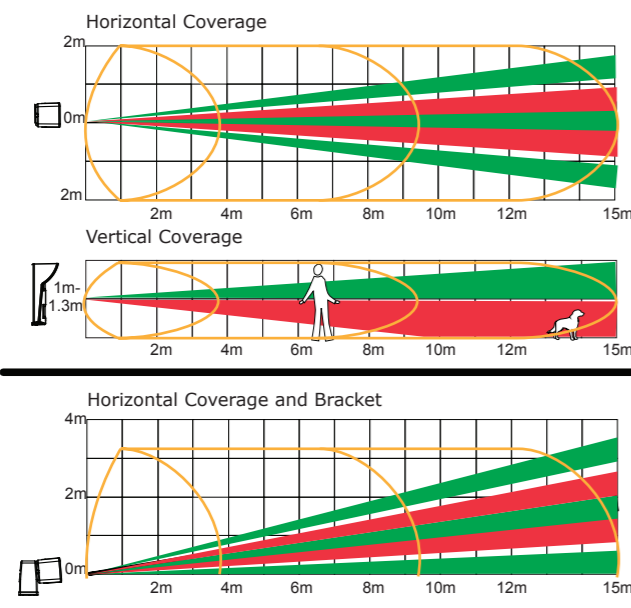 Horizontal Coverage
2m
0m
2m
2m 4m 6m 8m 10m 12m 15m
Vertical Coverage
1m-
1.3m
2m 4m 6m 8m 10m 12m 15m
Horizontal Coverage and Bracket
4m
2m
0m
2m 4m 6m 8m 10m 12m 15m